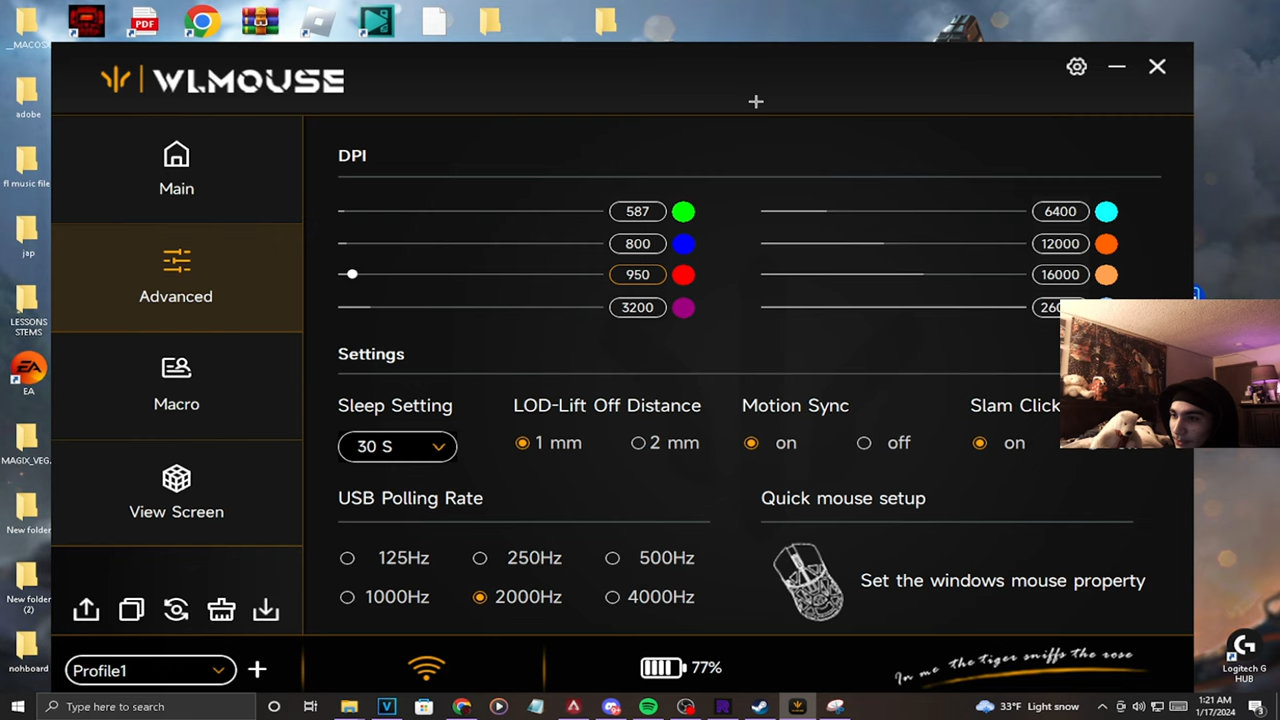 __MACOSX
PDF
adobe
fl music file
jap
LESSONS
STEMS
EA
MAGIX_VEG.
New folder
New folder
(2)
nohboard
WLMOUSE
Main
Advanced
Macro
View Screen
Profile1
DPI
587
800
950
3200
6400
12000
16000
Settings
Sleep Setting
30 S
LOD-Lift Off Distance
1 mm
2 mm
Motion Sync
on
off
Slam Click
on
USB Polling Rate
125Hz
250Hz
500Hz
1000Hz
2000Hz
4000Hz
Quick mouse setup
Set the windows mouse property
77%
In me the tiger sniffs the rose
Logitech G
HUB
Type here to search
33°F Light snow
1:21 AM
1/17/2024
3